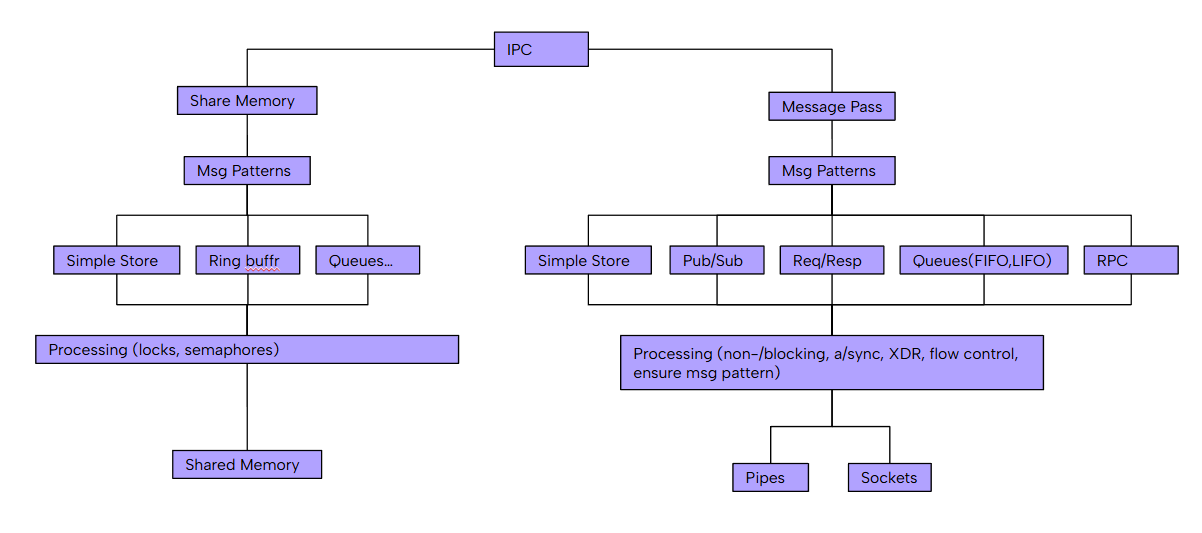 IPC
Share Memory
Message Pass
Msg Patterns
Msg Patterns
Simple Store
Ring buffr
Queues...
Simple Store
Pub/Sub
Req/Resp
Queues(FIFO,LIFO)
RPC
Processing (locks, semaphores)
Processing (non-/blocking, a/sync, XDR, flow control,
ensure msg pattern)
Shared Memory
Pipes
Sockets